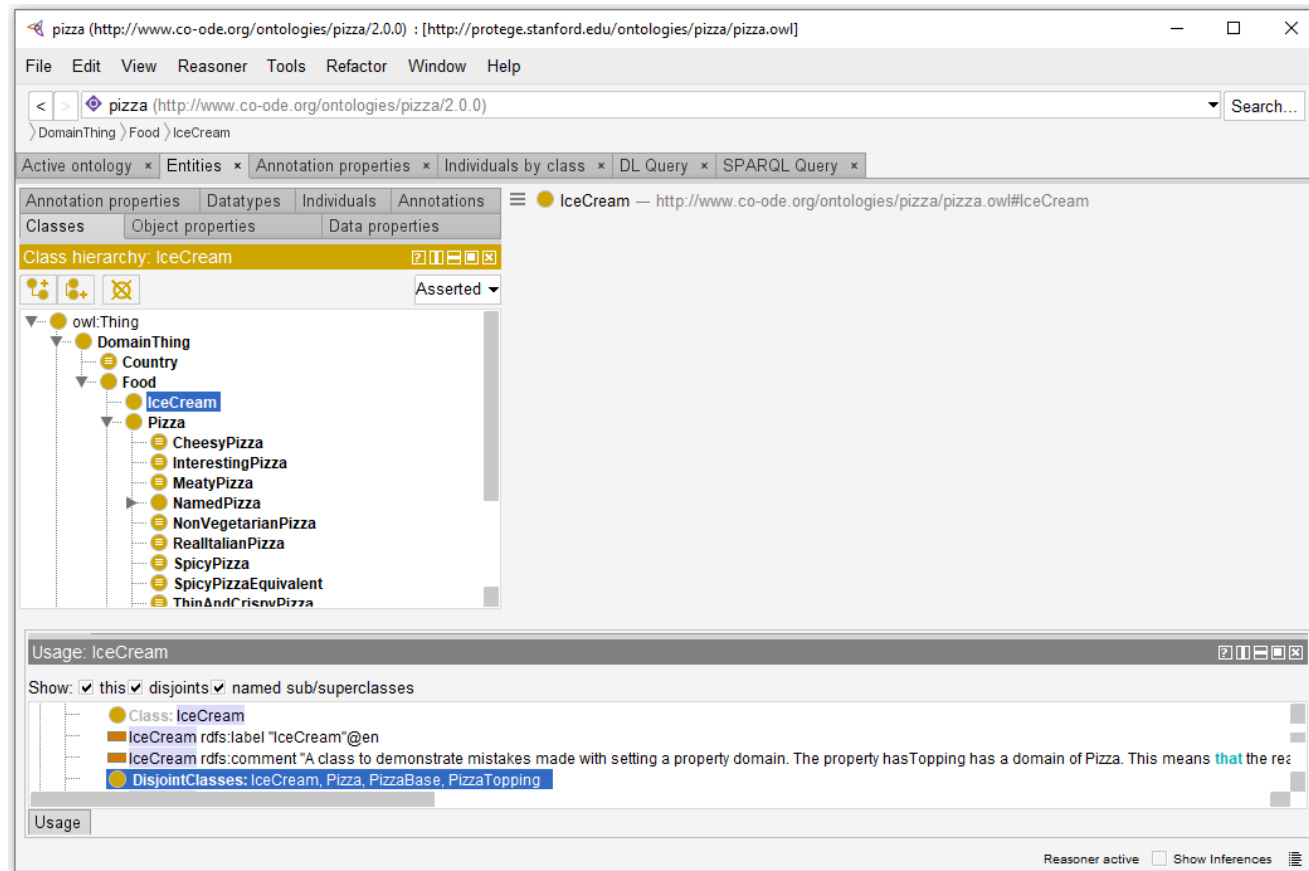 pizza (http://www.co-ode.org/ontologies/pizza/2.0.0) : [http://protege.stanford.edu/ontologies/pizza/pizza.owl]
File Edit View Reasoner Tools Refactor Window Help
< > pizza (http://www.co-ode.org/ontologies/pizza/2.0.0) Search...
DomainThing Food IceCream
Active ontology × Entities × Annotation properties × Individuals by class × DL Query × SPARQL Query ×
Annotation properties Datatypes Individuals Annotations
IceCream — http://www.co-ode.org/ontologies/pizza/pizza.owl#IceCream
Classes Object properties Data properties
Class hierarchy: IceCream
Asserted
owl:Thing
DomainThing
Country
Food
IceCream
Pizza
CheesyPizza
InterestingPizza
MeatyPizza
NamedPizza
NonVegetarianPizza
RealItalianPizza
SpicyPizza
SpicyPizzaEquivalent
ThinAndCrispyPizza
Usage: IceCream
Show: this disjoints named sub/superclasses
Class: IceCream
IceCream rdfs:label "IceCream"@en
IceCream rdfs:comment "A class to demonstrate mistakes made with setting a property domain. The property hasTopping has a domain of Pizza. This means that the rea
DisjointClasses: IceCream, Pizza, PizzaBase, PizzaTopping
Usage
Reasoner active Show Inferences